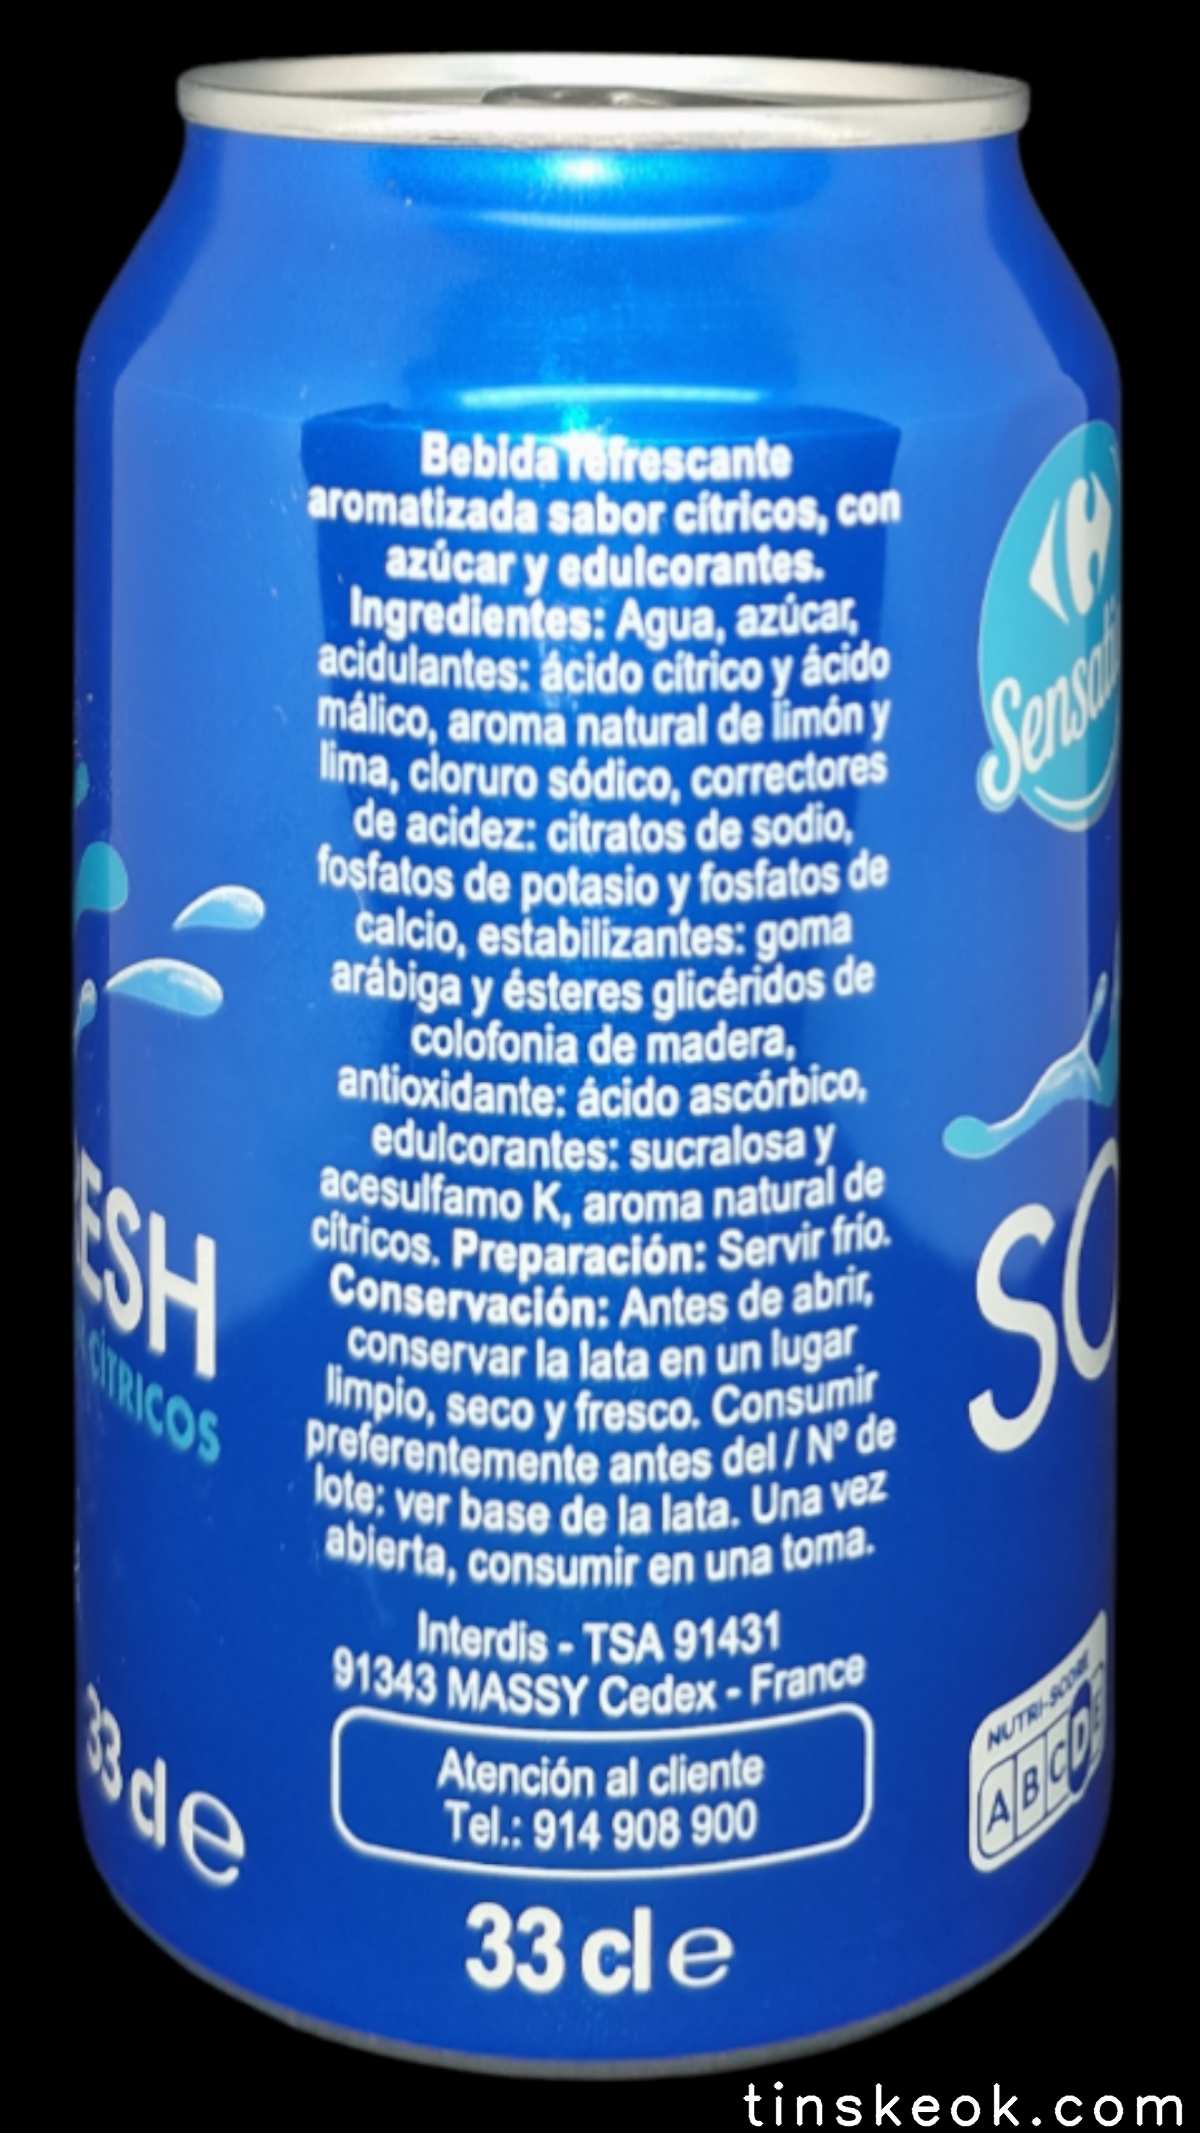 Bebida refrescante
aromatizada sabor cítricos, con
azúcar y edulcorantes.
Ingredientes: Agua, azúcar,
acidulantes: ácido cítrico y ácido
málico, aroma natural de limón y
lima, cloruro sódico, correctores
de acidez: citratos de sodio,
fosfatos de potasio y fosfatos de
calcio, estabilizantes: goma
arábiga y ésteres glicéridos de
colofonia de madera,
antioxidante: ácido ascórbico,
edulcorantes: sucralosa y
acesulfamo K, aroma natural de
cítricos. Preparación: Servir frío.
Conservación: Antes de abrir,
conservar la lata en un lugar
limpio, seco y fresco. Consumir
preferentemente antes del / Nº de
lote: ver base de la lata. Una vez
abierta, consumir en una toma.
Interdis - TSA 91431
91343 MASSY Cedex - France
Atención al cliente
Tel.: 914 908 900
33 cl e
ESH
CÍTRICOS
33 cl e
Sensati
SO
NUTRI-SCORE
A B C D E
tinskeok.com